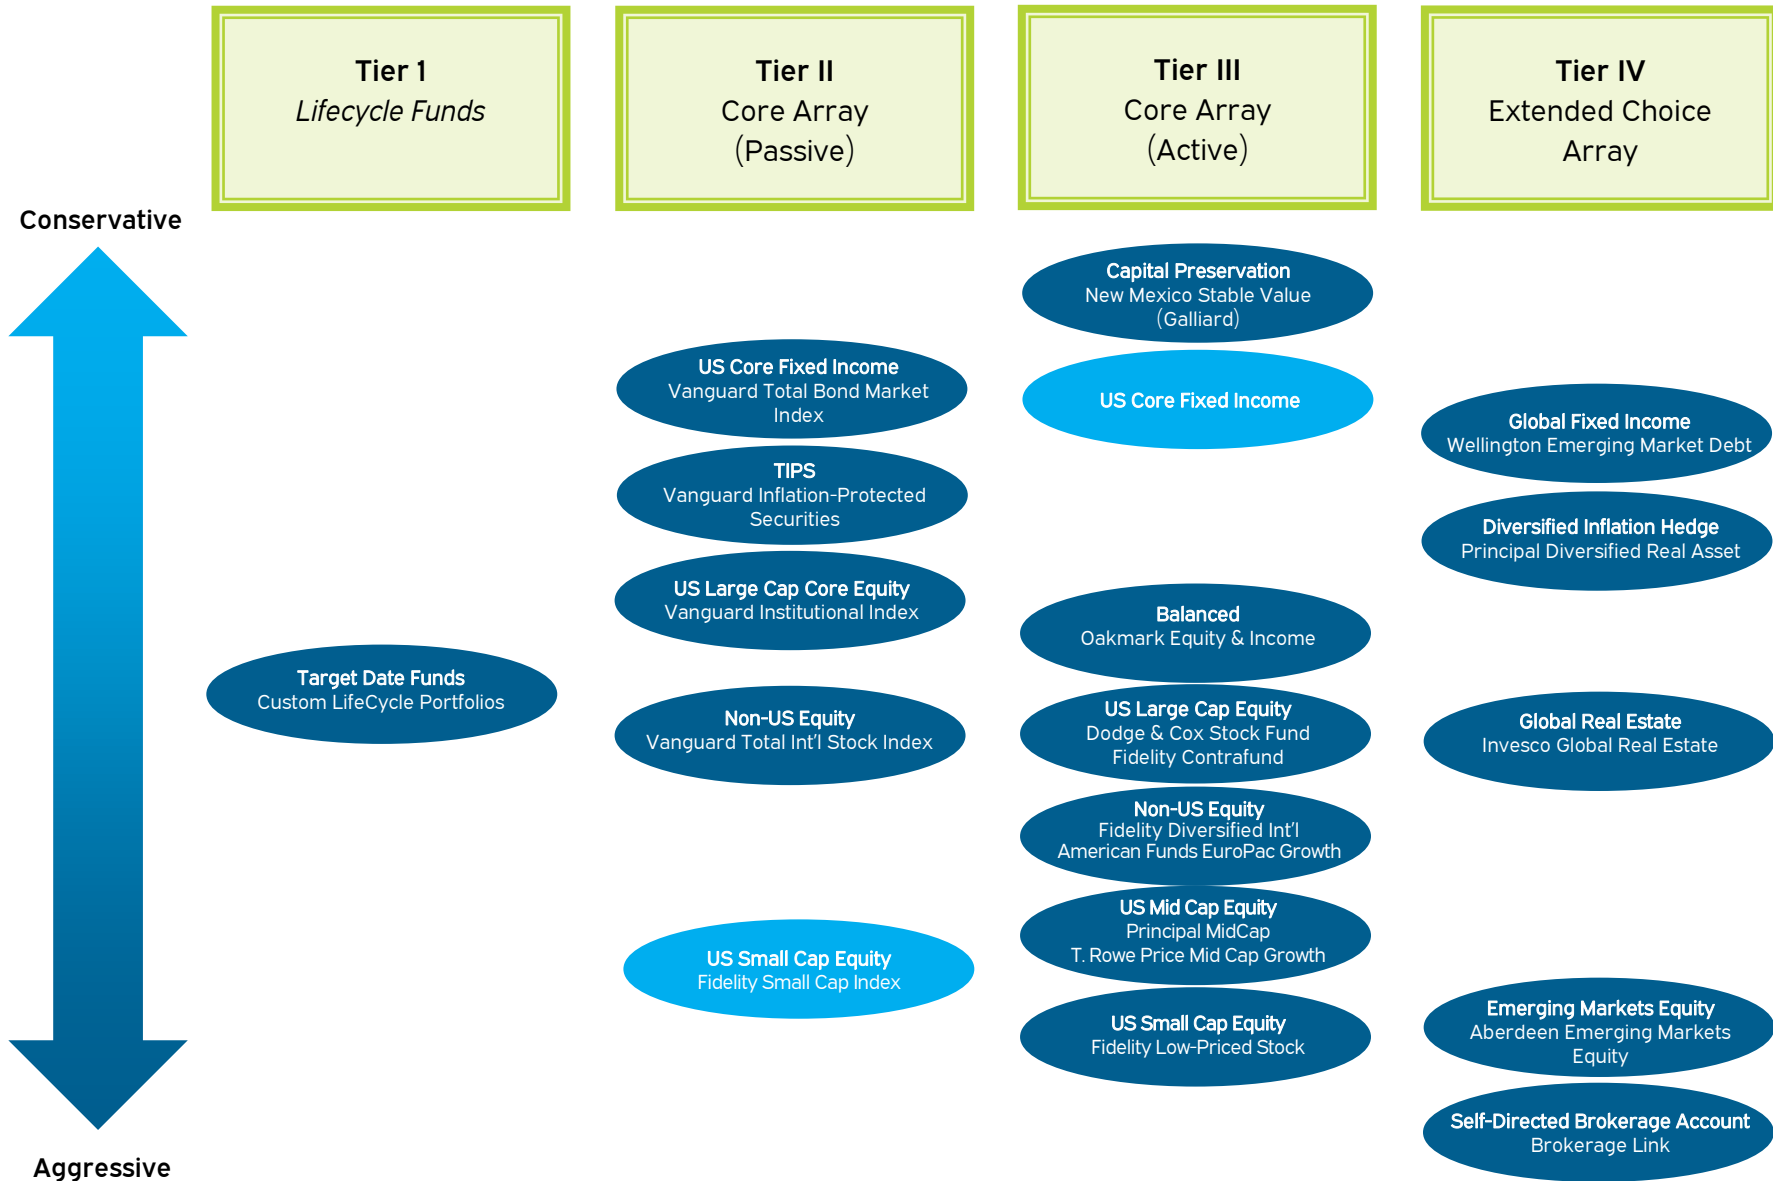 Tier 1
Lifecycle Funds
Tier II
Core Array
(Passive)
Tier III
Core Array
(Active)
Tier IV
Extended Choice
Array
Conservative
Aggressive
Target Date Funds
Custom LifeCycle Portfolios
US Core Fixed Income
Vanguard Total Bond Market
Index
TIPS
Vanguard Inflation-Protected
Securities
US Large Cap Core Equity
Vanguard Institutional Index
Non-US Equity
Vanguard Total Int'l Stock Index
US Small Cap Equity
Fidelity Small Cap Index
Capital Preservation
New Mexico Stable Value
(Galliard)
US Core Fixed Income
Balanced
Oakmark Equity & Income
US Large Cap Equity
Dodge & Cox Stock Fund
Fidelity Contrafund
Non-US Equity
Fidelity Diversified Int'l
American Funds EuroPac Growth
US Mid Cap Equity
Principal MidCap
T. Rowe Price Mid Cap Growth
US Small Cap Equity
Fidelity Low-Priced Stock
Global Fixed Income
Wellington Emerging Market Debt
Diversified Inflation Hedge
Principal Diversified Real Asset
Global Real Estate
Invesco Global Real Estate
Emerging Markets Equity
Aberdeen Emerging Markets
Equity
Self-Directed Brokerage Account
Brokerage Link